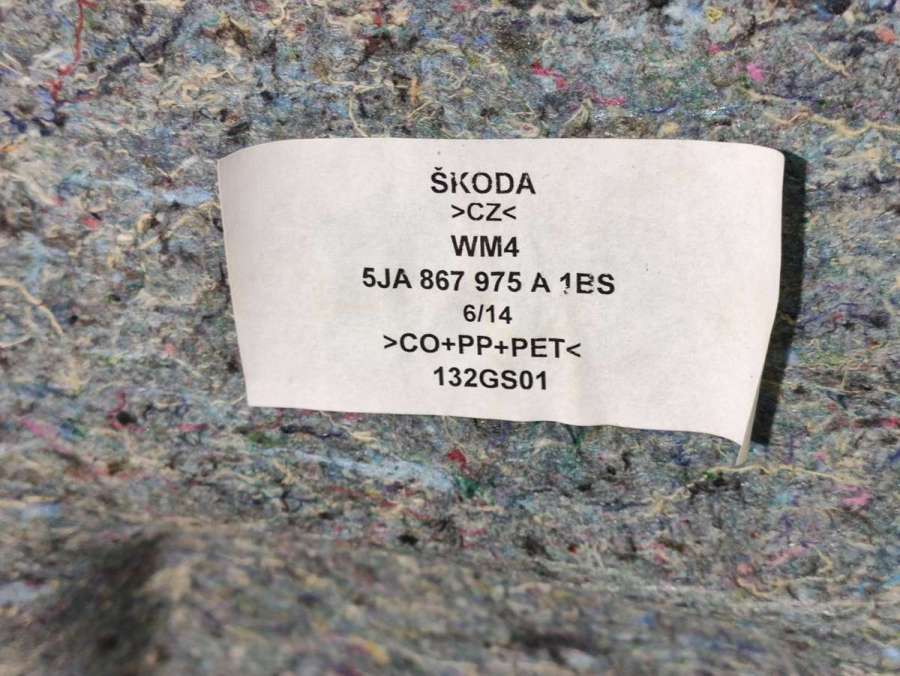 ŠKODA
>CZ<
WM4
5JA 867 975 A 1BS
6/14
>CO+PP+PET<
132GS01